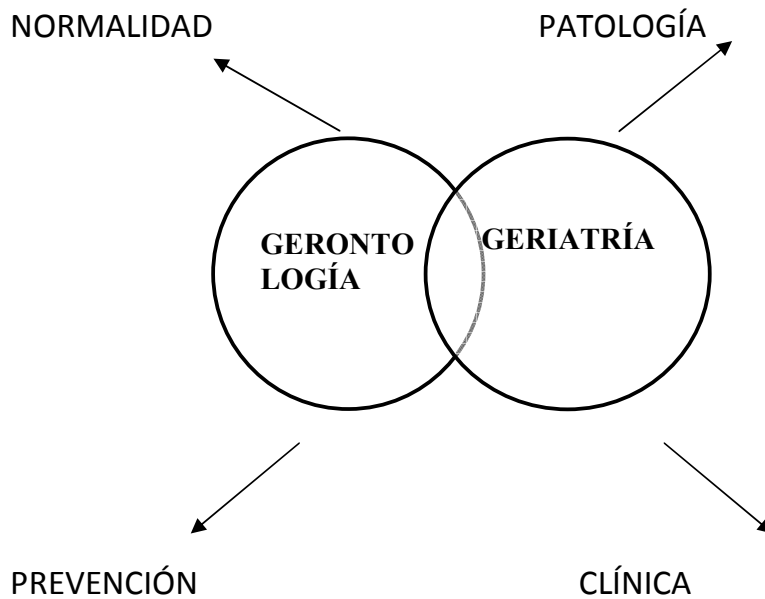 NORMALIDAD PATOLOGÍA
GERONTO
LOGÍA
GERIATRÍA
PREVENCIÓN CLÍNICA